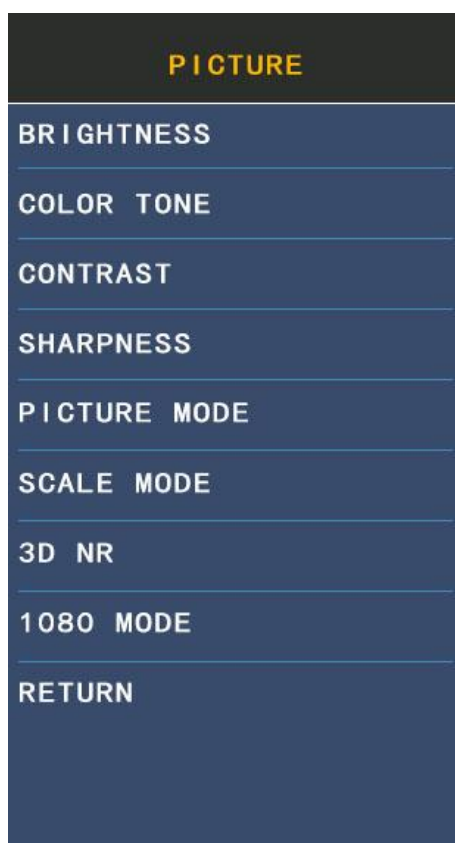 PICTURE
BRIGHTNESS
COLOR TONE
CONTRAST
SHARPNESS
PICTURE MODE
SCALE MODE
3D NR
1080 MODE
RETURN